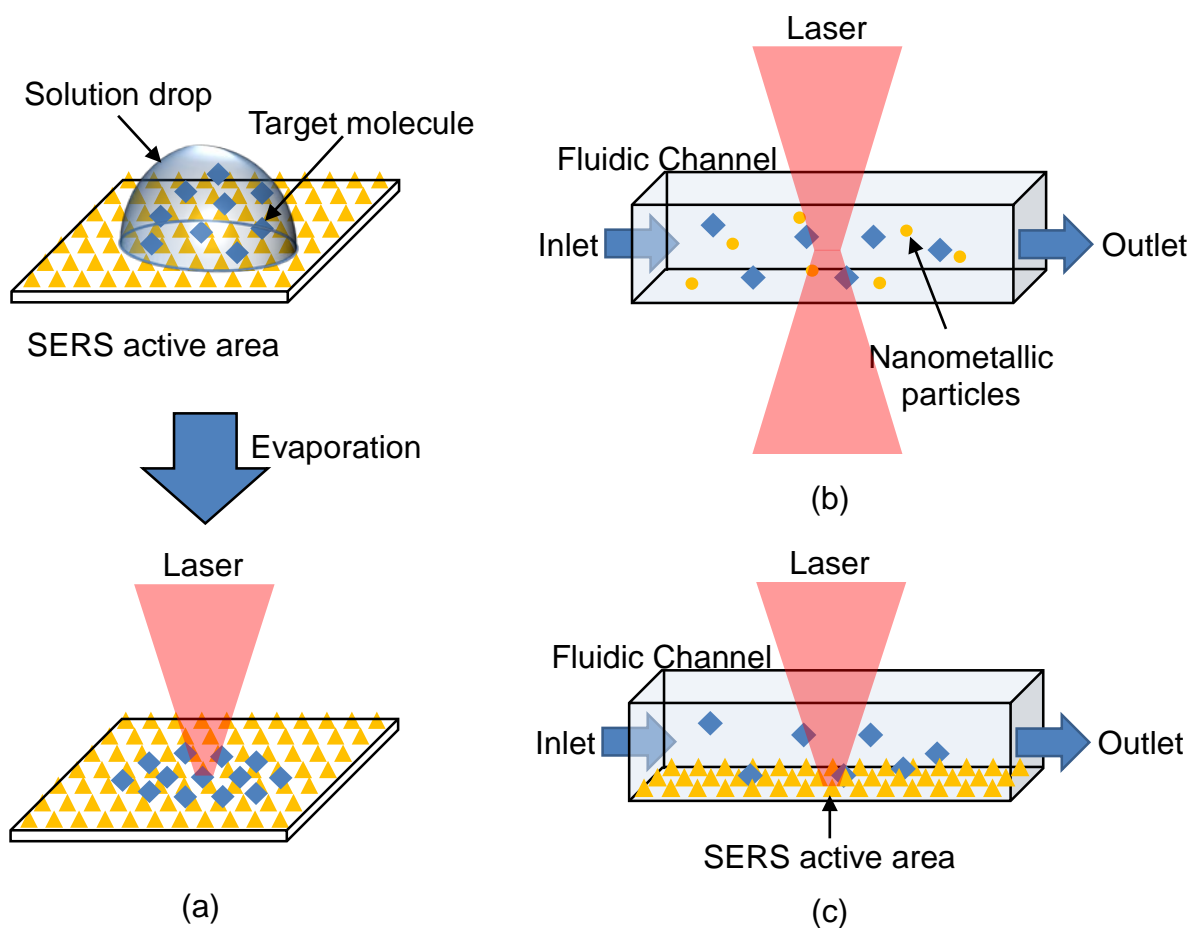 Solution drop
Target molecule
SERS active area
Evaporation
Laser
(a)
Laser
Fluidic Channel
Inlet
Outlet
Nanometallic
particles
(b)
Laser
Fluidic Channel
Inlet
Outlet
SERS active area
(c)